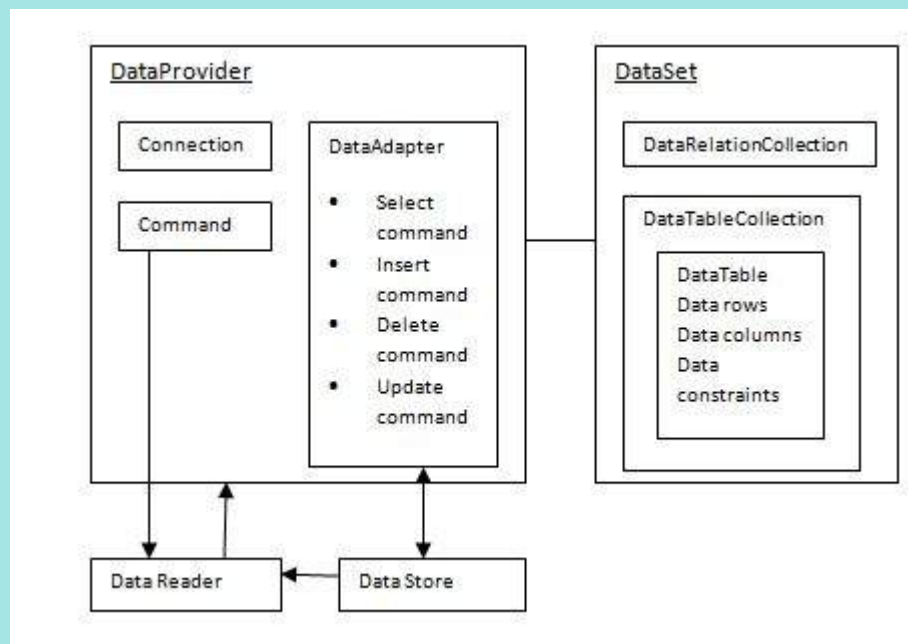 DataProvider
Connection
Command
DataAdapter
• Select
command
• Insert
command
• Delete
command
• Update
command
DataSet
DataRelationCollection
DataTableCollection
DataTable
Data rows
Data columns
Data
constraints
Data Reader
Data Store